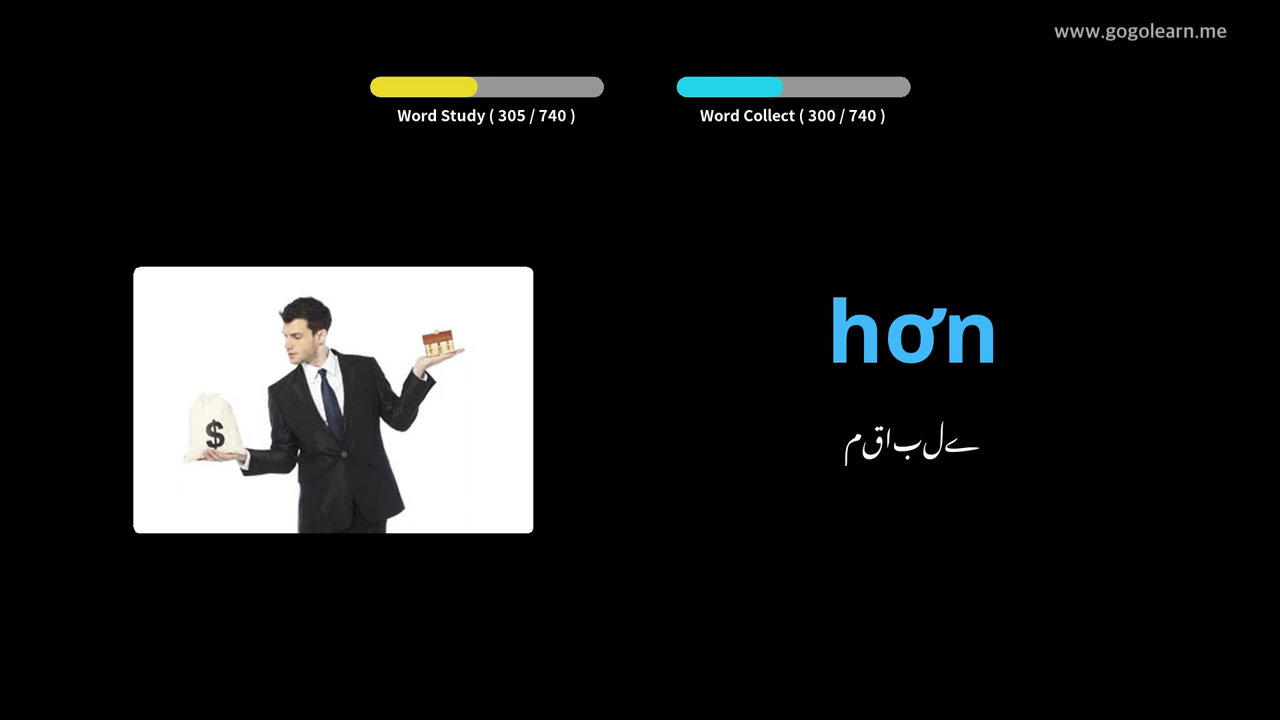 www.gogolearn.me
Word Study ( 305 / 740 )
Word Collect ( 300 / 740 )
$
hơn
مقابلے